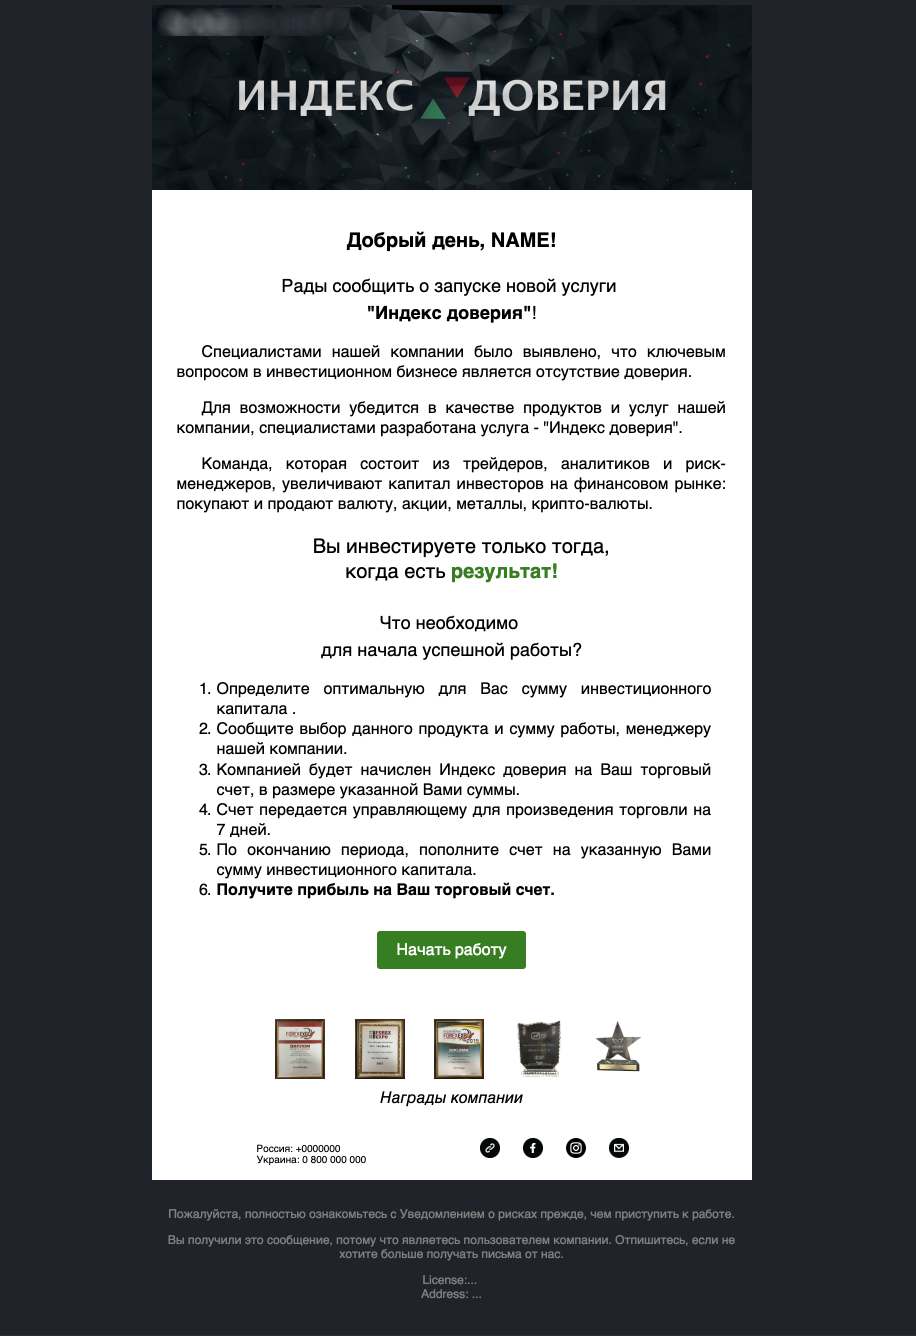 ИНДЕКС ДОВЕРИЯ
Добрый день, NAME!
Рады сообщить о запуске новой услуги
"Индекс доверия"!
Специалистами нашей компании было выявлено, что ключевым
вопросом в инвестиционном бизнесе является отсутствие доверия.
Для возможности убедится в качестве продуктов и услуг нашей
компании, специалистами разработана услуга - "Индекс доверия".
Команда, которая состоит из трейдеров, аналитиков и риск-
менеджеров, увеличивают капитал инвесторов на финансовом рынке:
покупают и продают валюту, акции, металлы, крипто-валюты.
Вы инвестируете только тогда,
когда есть результат!
Что необходимо
для начала успешной работы?
1. Определите оптимальную для Вас сумму инвестиционного
капитала .
2. Сообщите выбор данного продукта и сумму работы, менеджеру
нашей компании.
3. Компанией будет начислен Индекс доверия на Ваш торговый
счет, в размере указанной Вами суммы.
4. Счет передается управляющему для произведения торговли на
7 дней.
5. По окончанию периода, пополните счет на указанную Вами
сумму инвестиционного капитала.
6. Получите прибыль на Ваш торговый счет.
Начать работу
Награды компании
Россия: +0000000
Украина: 0 800 000 000
Пожалуйста, полностью ознакомьтесь с Уведомлением о рисках прежде, чем приступить к работе.
Вы получили это сообщение, потому что являетесь пользователем компании. Отпишитесь, если не
хотите больше получать письма от нас.
License:...
Address: ...